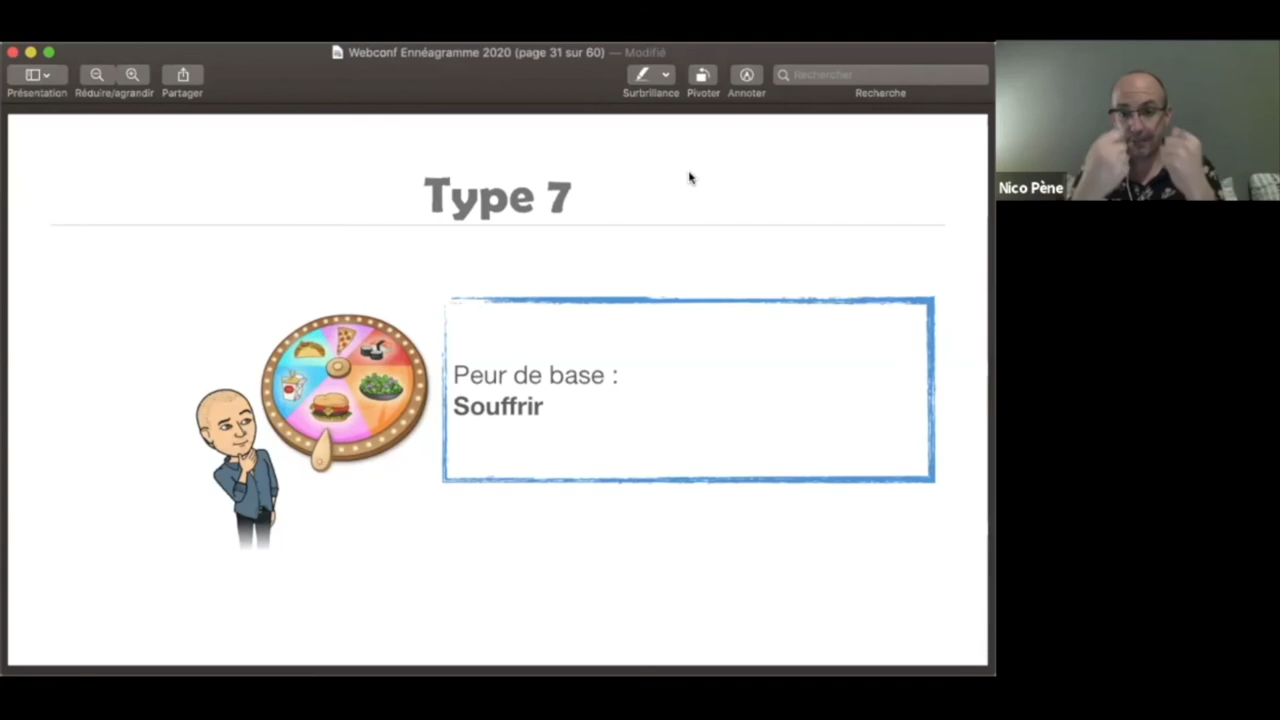 Webconf Ennéagramme 2020 (page 31 sur 60) — Modifié
Présentation
Réduire/agrandir
Partager
Surbrillance
Pivoter
Annoter
Rechercher
Recherche
Nico Pène
Type 7
Peur de base :
Souffrir